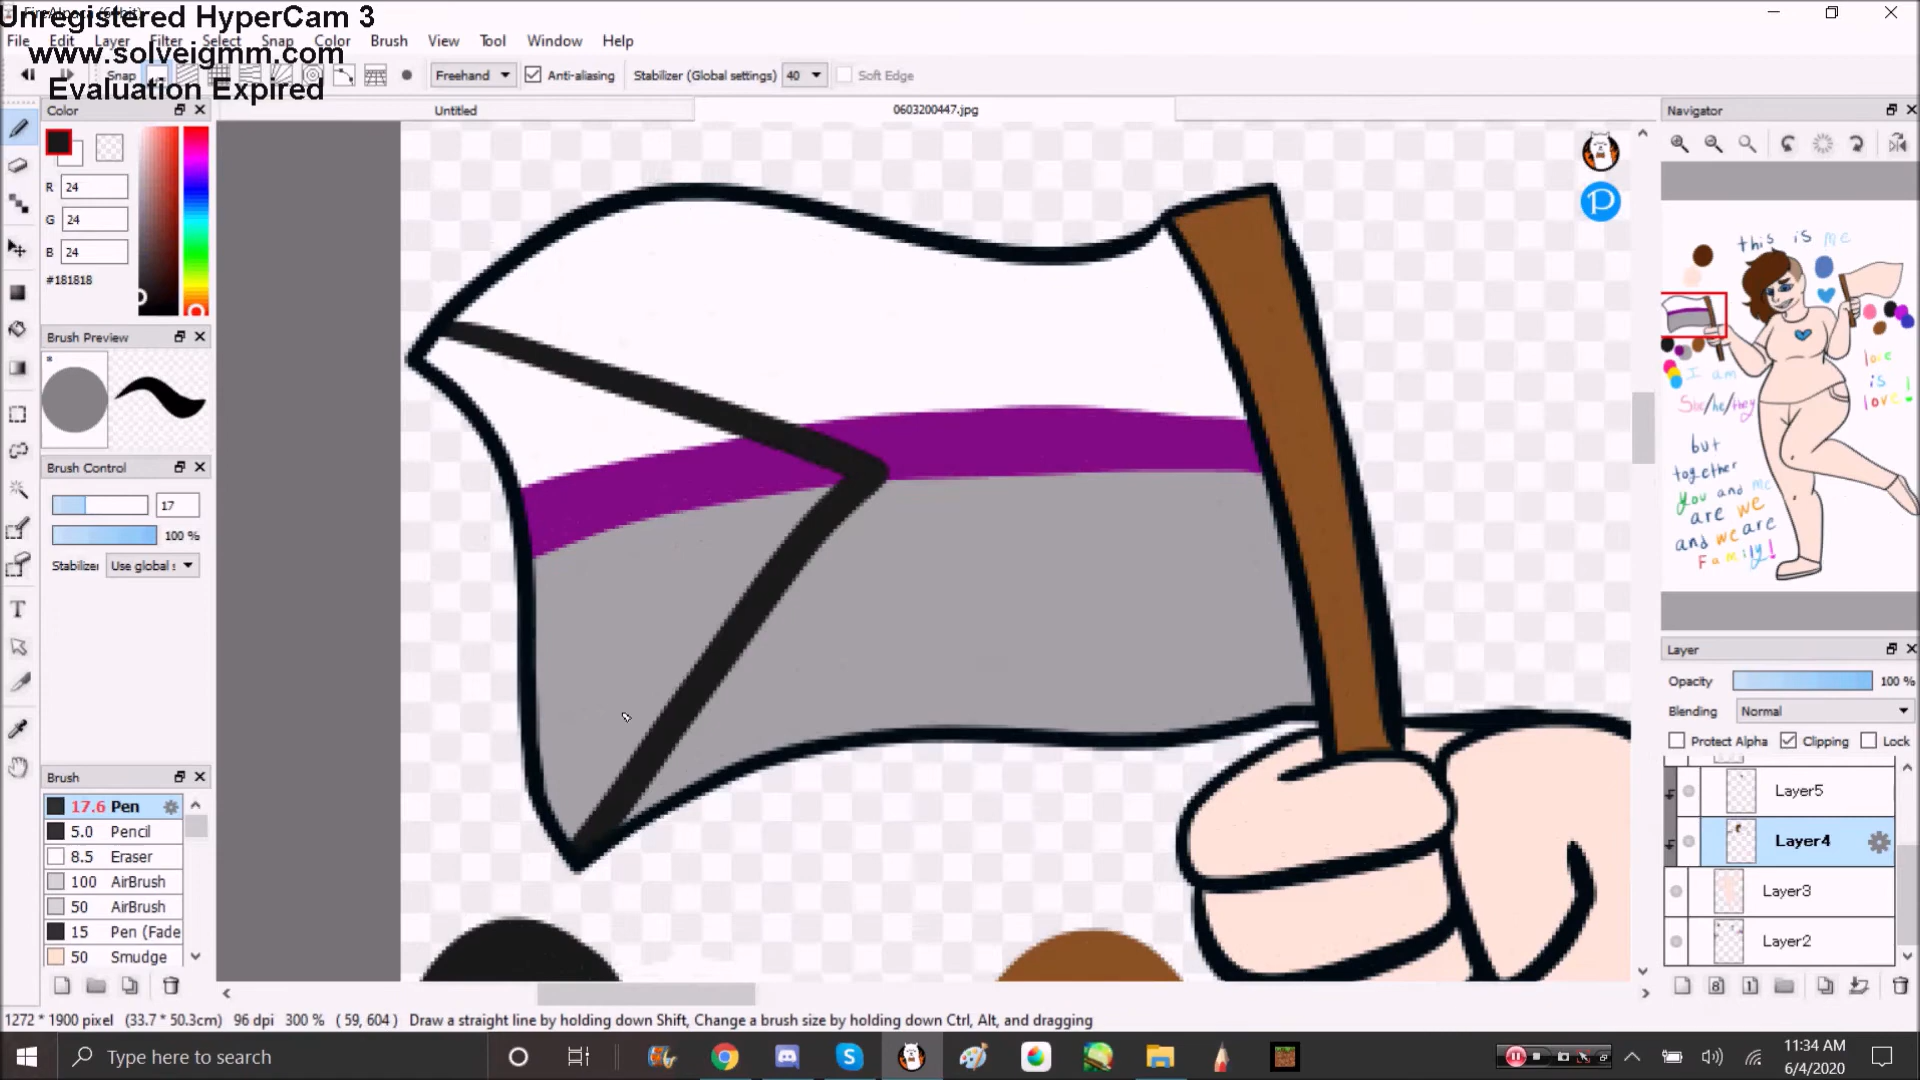 Unregistered HyperCam 3
www.solveigmm.com
Evaluation Expired
File Edit Layer Filter Select Snap Color Brush View Tool Window Help
Snap Freehand Anti-aliasing Stabilizer (Global settings) 40 Soft Edge
Color
Untitled
0603200447.jpg
Navigator
R 24
G 24
B 24
#181818
Brush Preview
Brush Control
17
100 %
Use global
this is me
I am
She/he/they
but
together
you and me
are we
and we are
Family!
love
is
love!
Layer
Opacity 100 %
Blending Normal
Protect Alpha Clipping Lock
Layer5
Layer4
Layer3
Layer2
Brush
17.6 Pen
5.0 Pencil
8.5 Eraser
100 AirBrush
50 AirBrush
15 Pen (Fade
50 Smudge
T
P
1272 * 1900 pixel (33.7 * 50.3cm) 96 dpi 300 % ( 59, 604 ) Draw a straight line by holding down Shift, Change a brush size by holding down Ctrl, Alt, and dragging
Type here to search
11:34 AM
6/4/2020